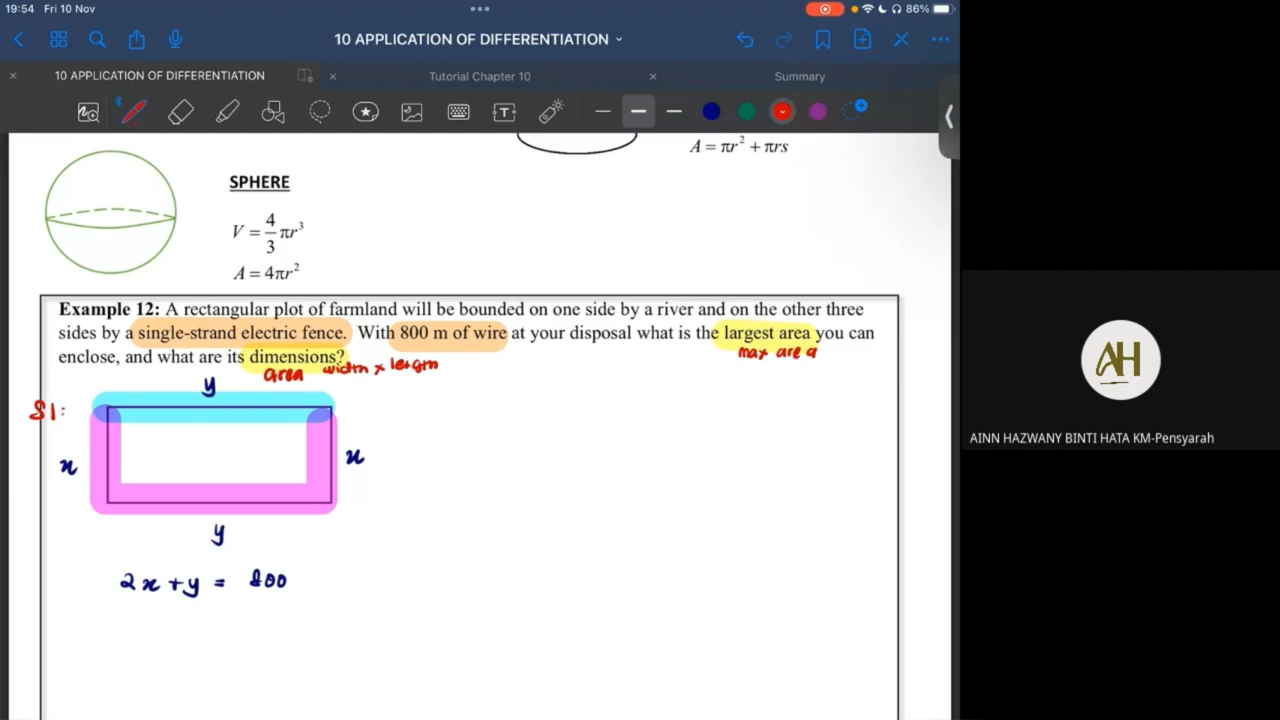 19:54 Fri 10 Nov
86%
10 APPLICATION OF DIFFERENTIATION
10 APPLICATION OF DIFFERENTIATION
Tutorial Chapter 10
Summary
A = πr² + πrs
SPHERE
V = 4/3 πr³
A = 4πr²
Example 12: A rectangular plot of farmland will be bounded on one side by a river and on the other three
sides by a single-strand electric fence. With 800 m of wire at your disposal what is the largest area you can
enclose, and what are its dimensions?
max area
area width x length
y
S1:
x
x
y
2x + y = 800
AH
AINN HAZWANY BINTI HATA KM-Pensyarah